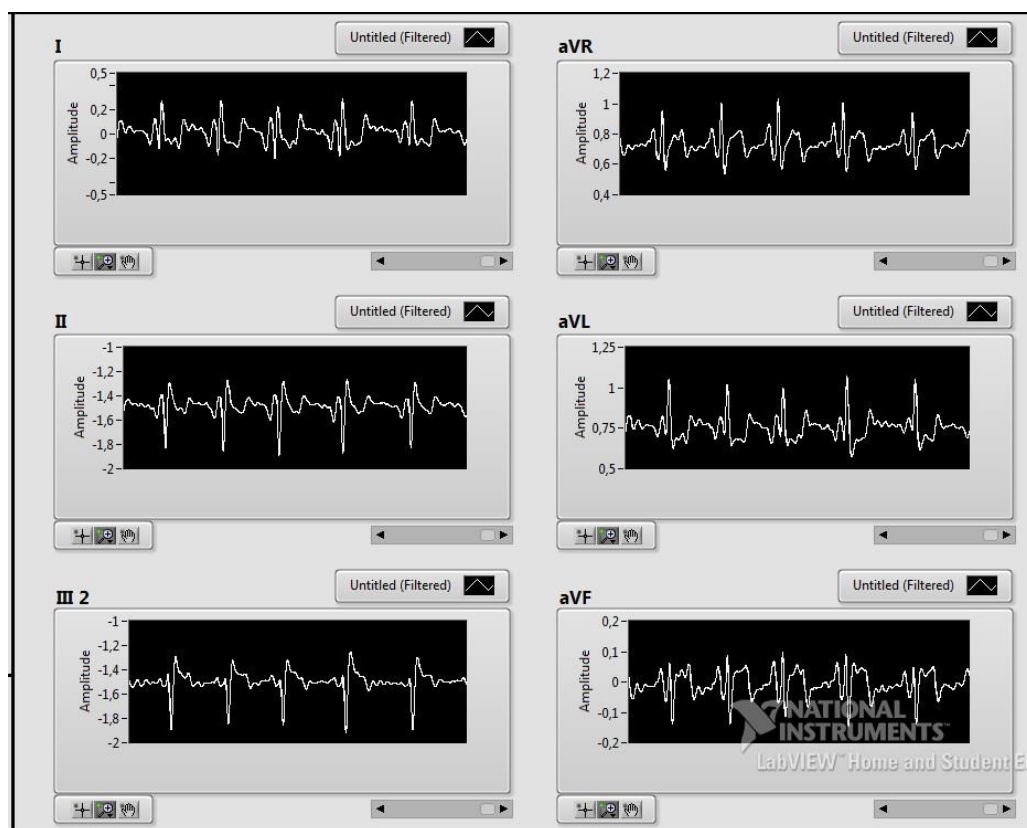 I
Untitled (Filtered)
Amplitude
0,5
0,2
0
-0,2
-0,5
aVR
Untitled (Filtered)
Amplitude
1,2
1
0,8
0,6
0,4
II
Untitled (Filtered)
Amplitude
-1
-1,2
-1,4
-1,6
-1,8
-2
aVL
Untitled (Filtered)
Amplitude
1,25
1
0,75
0,5
III 2
Untitled (Filtered)
Amplitude
-1
-1,2
-1,4
-1,6
-1,8
-2
aVF
Untitled (Filtered)
Amplitude
0,2
0,1
0
-0,1
-0,2
NATIONAL
INSTRUMENTS
LabVIEW™ Home and Student E